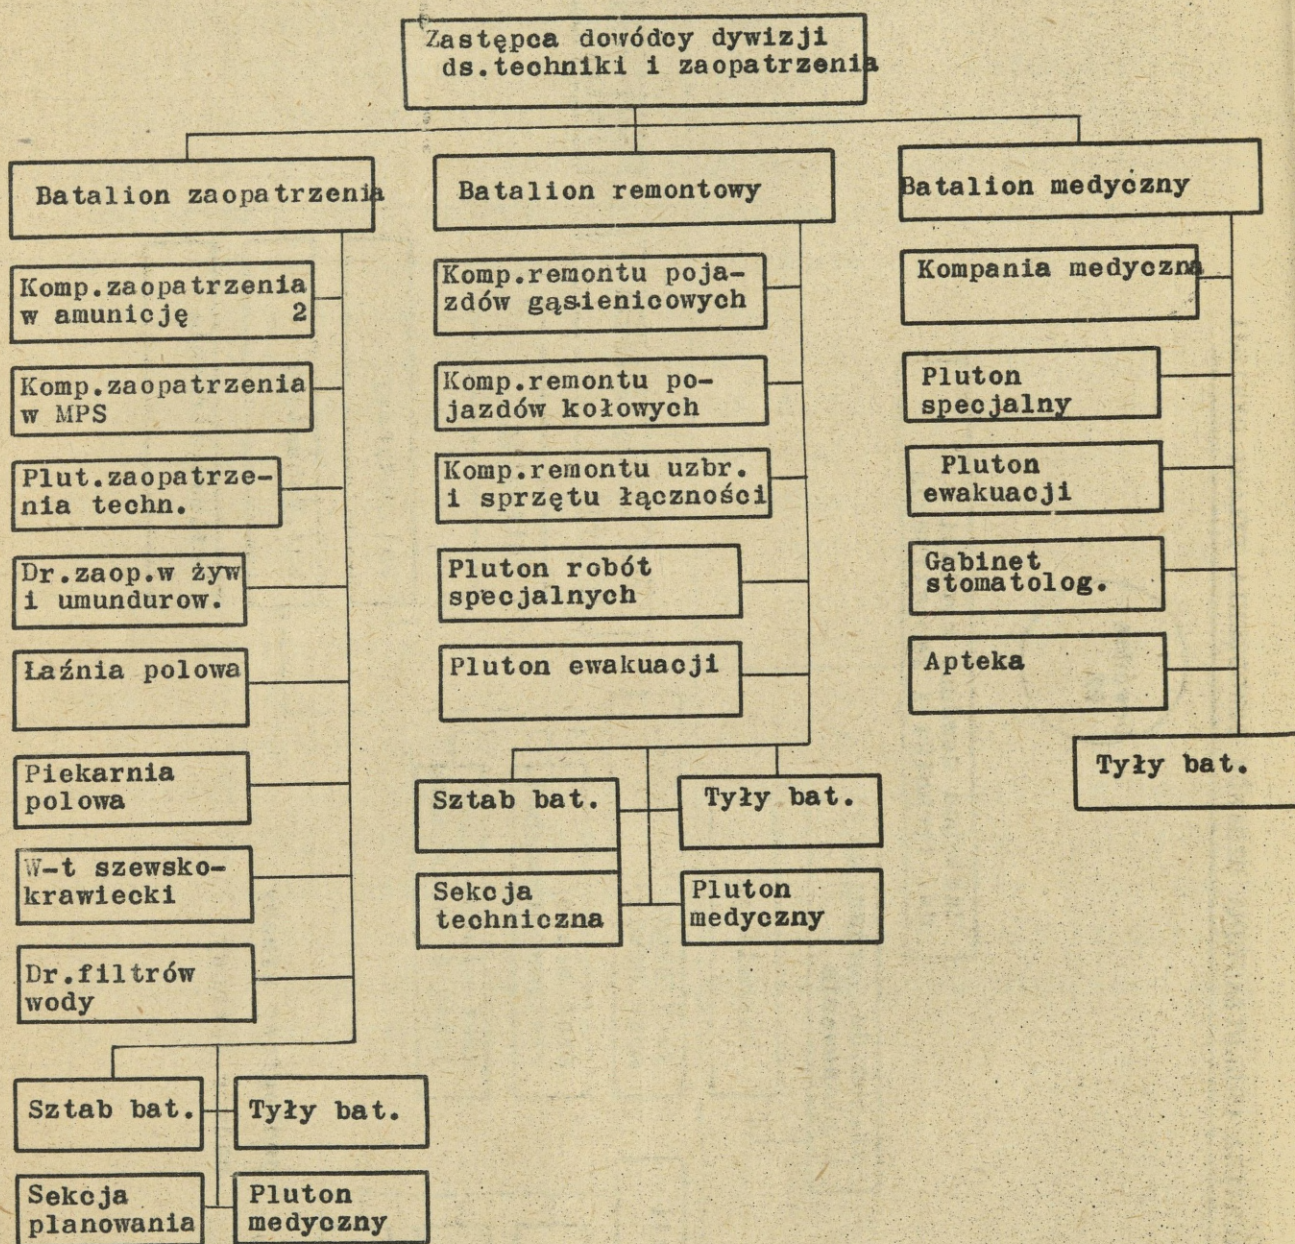 Zastępca dowódcy dywizji
ds.techniki i zaopatrzenia
Batalion zaopatrzenia
Komp.zaopatrzenia
w amunicję 2
Komp.zaopatrzenia
w MPS
Plut.zaopatrze-
nia techn.
Dr.zaop.w żyw
i umundurow.
Łaźnia polowa
Piekarnia
polowa
W-t szewsko-
krawiecki
Dr.filtrów
wody
Sztab bat.
Tyły bat.
Sekcja
planowania
Pluton
medyczny
Batalion remontowy
Komp.remontu poja-
zdów gąsienicowych
Komp.remontu po-
jazdów kołowych
Komp.remontu uzbr.
i sprzętu łączności
Pluton robót
specjalnych
Pluton ewakuacji
Sztab bat.
Tyły bat.
Sekcja
techniczna
Pluton
medyczny
Batalion medyczny
Kompania medyczna
Pluton
specjalny
Pluton
ewakuacji
Gabinet
stomatolog.
Apteka
Tyły bat.